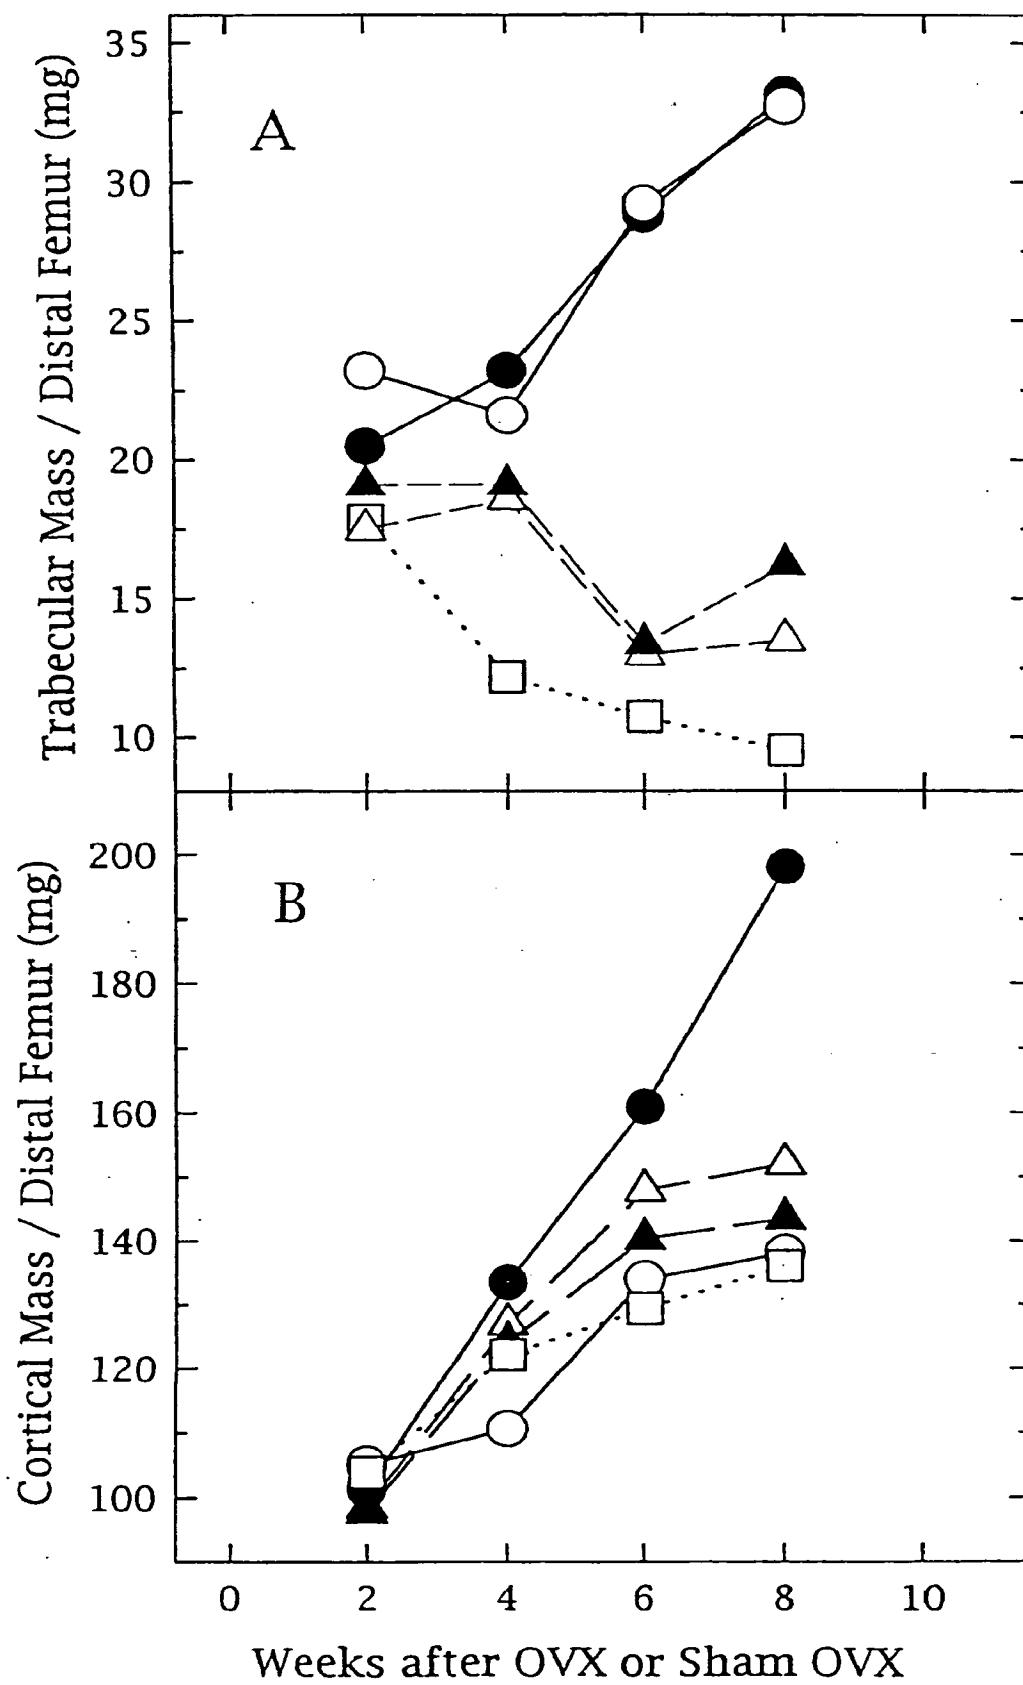 Trabecular Mass / Distal Femur (mg)
35
30
25
20
15
10
A
Cortical Mass / Distal Femur (mg)
200
180
160
140
120
100
B
0 2 4 6 8 10
Weeks after OVX or Sham OVX